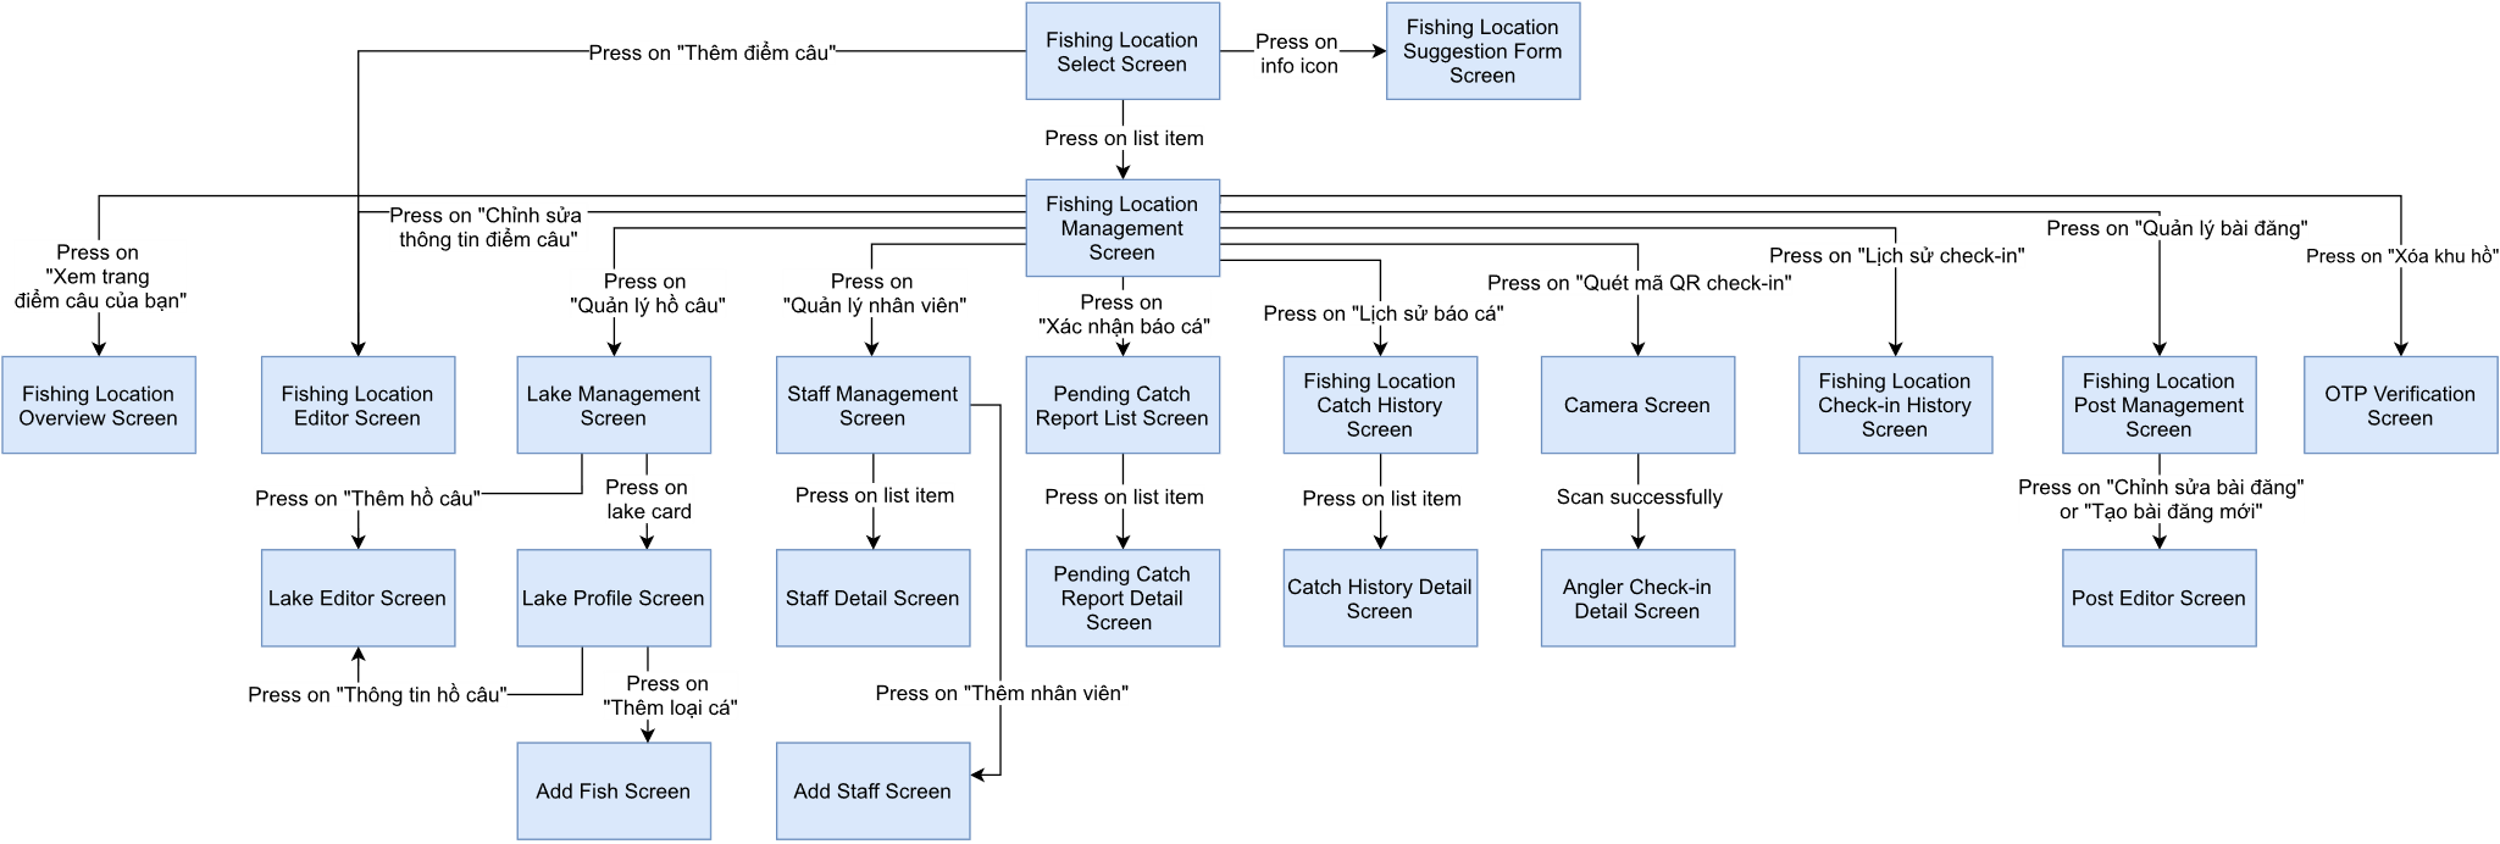 Fishing Location
Select Screen
Press on "Thêm điểm câu"
Press on
info icon
Fishing Location
Suggestion Form
Screen
Press on list item
Fishing Location
Management
Screen
Press on
"Xem trang
điểm câu của bạn"
Press on "Chỉnh sửa
thông tin điểm câu"
Press on
"Quản lý hồ câu"
Press on
"Quản lý nhân viên"
Press on
"Xác nhận báo cá"
Press on "Lịch sử báo cá"
Press on "Quét mã QR check-in"
Press on "Lịch sử check-in"
Press on "Quản lý bài đăng"
Press on "Xóa khu hồ"
Fishing Location
Overview Screen
Fishing Location
Editor Screen
Lake Management
Screen
Staff Management
Screen
Pending Catch
Report List Screen
Fishing Location
Catch History
Screen
Camera Screen
Fishing Location
Check-in History
Screen
Fishing Location
Post Management
Screen
OTP Verification
Screen
Press on "Thêm hồ câu"
Press on
lake card
Press on list item
Press on list item
Press on list item
Scan successfully
Press on "Chỉnh sửa bài đăng"
or "Tạo bài đăng mới"
Lake Editor Screen
Lake Profile Screen
Staff Detail Screen
Pending Catch
Report Detail
Screen
Catch History Detail
Screen
Angler Check-in
Detail Screen
Post Editor Screen
Press on "Thông tin hồ câu"
Press on
"Thêm loại cá"
Press on "Thêm nhân viên"
Add Fish Screen
Add Staff Screen